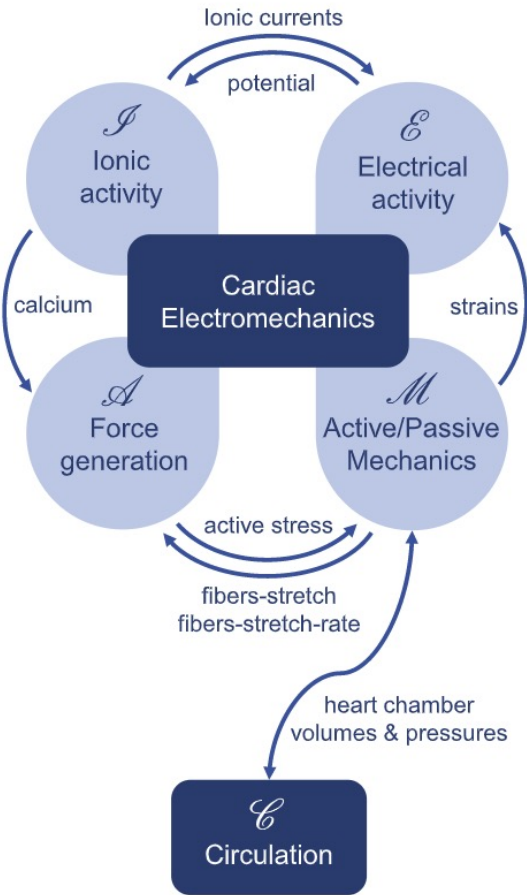 Ionic currents
potential
ℐ
Ionic
activity
ℰ
Electrical
activity
Cardiac
Electromechanics
calcium
strains
𝒜
Force
generation
ℳ
Active/Passive
Mechanics
active stress
fibers-stretch
fibers-stretch-rate
heart chamber
volumes & pressures
𝒞
Circulation